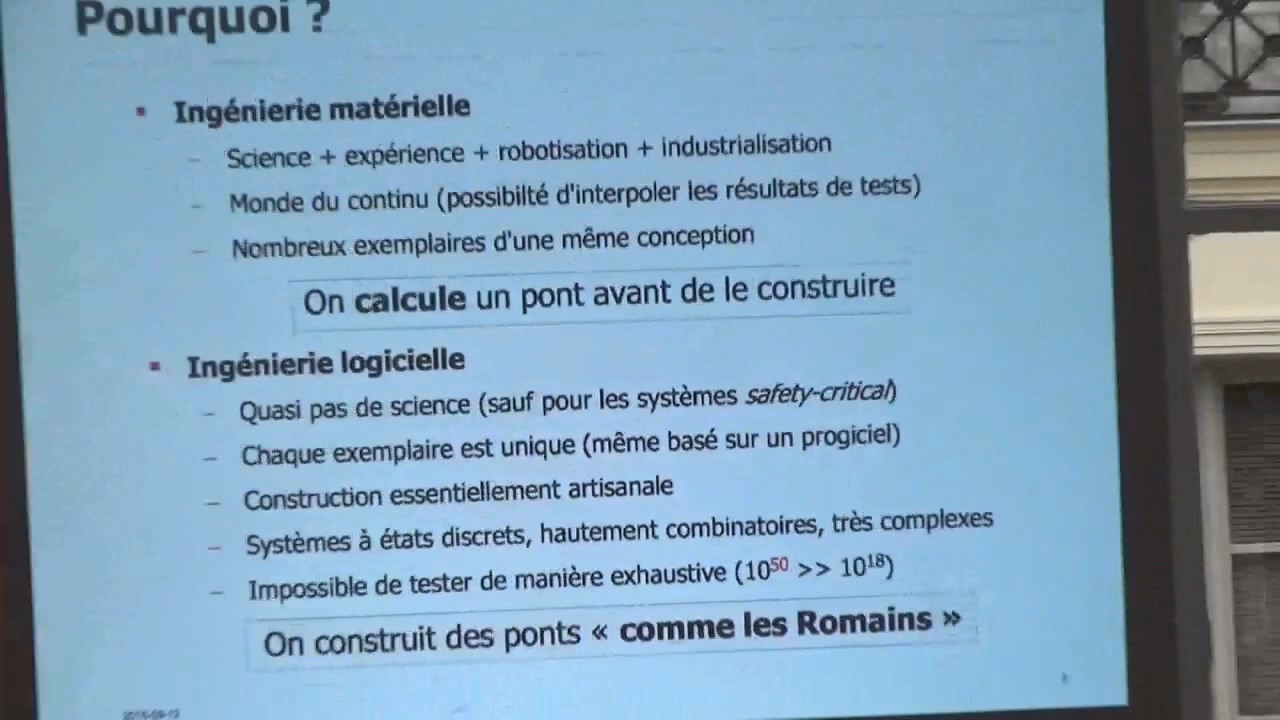 Pourquoi ?
Ingénierie matérielle
– Science + expérience + robotisation + industrialisation
– Monde du continu (possibilté d'interpoler les résultats de tests)
– Nombreux exemplaires d'une même conception
On calcule un pont avant de le construire
Ingénierie logicielle
– Quasi pas de science (sauf pour les systèmes safety-critical)
– Chaque exemplaire est unique (même basé sur un progiciel)
– Construction essentiellement artisanale
– Systèmes à états discrets, hautement combinatoires, très complexes
– Impossible de tester de manière exhaustive (10⁵⁰ >> 10¹⁸)
On construit des ponts « comme les Romains »